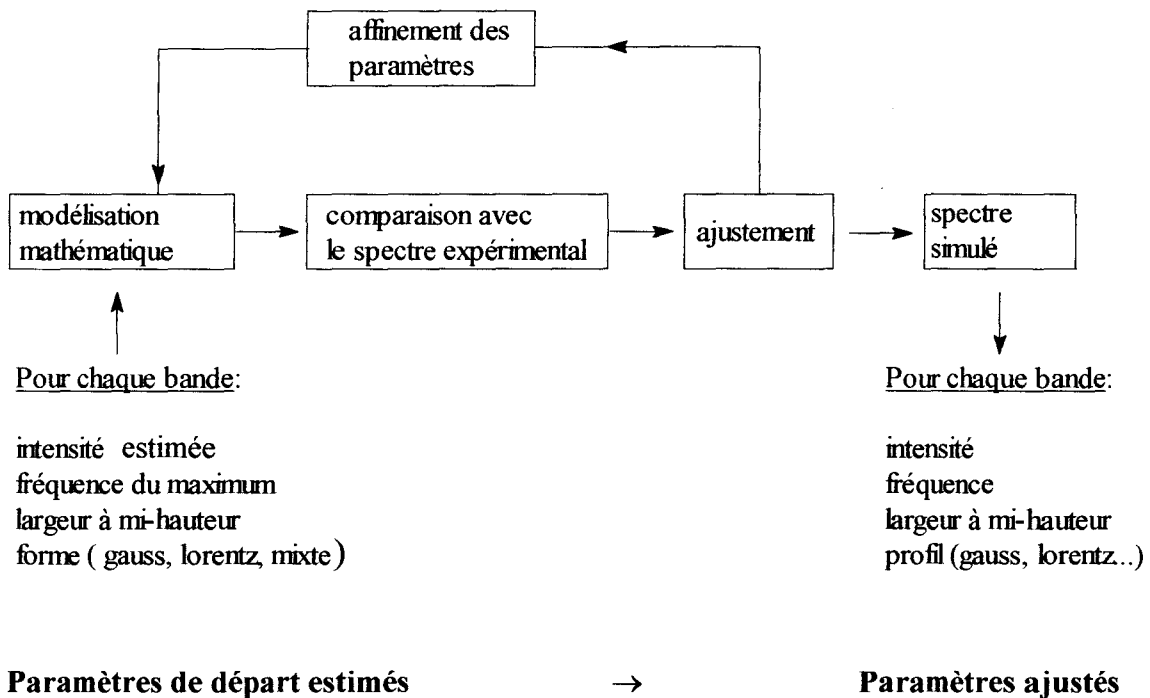 affinement des
paramètres
modélisation
mathématique
comparaison avec
le spectre expérimental
ajustement
spectre
simulé
Pour chaque bande:
intensité estimée
fréquence du maximum
largeur à mi-hauteur
forme ( gauss, lorentz, mixte )
Pour chaque bande:
intensité
fréquence
largeur à mi-hauteur
profil (gauss, lorentz...)
Paramètres de départ estimés → Paramètres ajustés